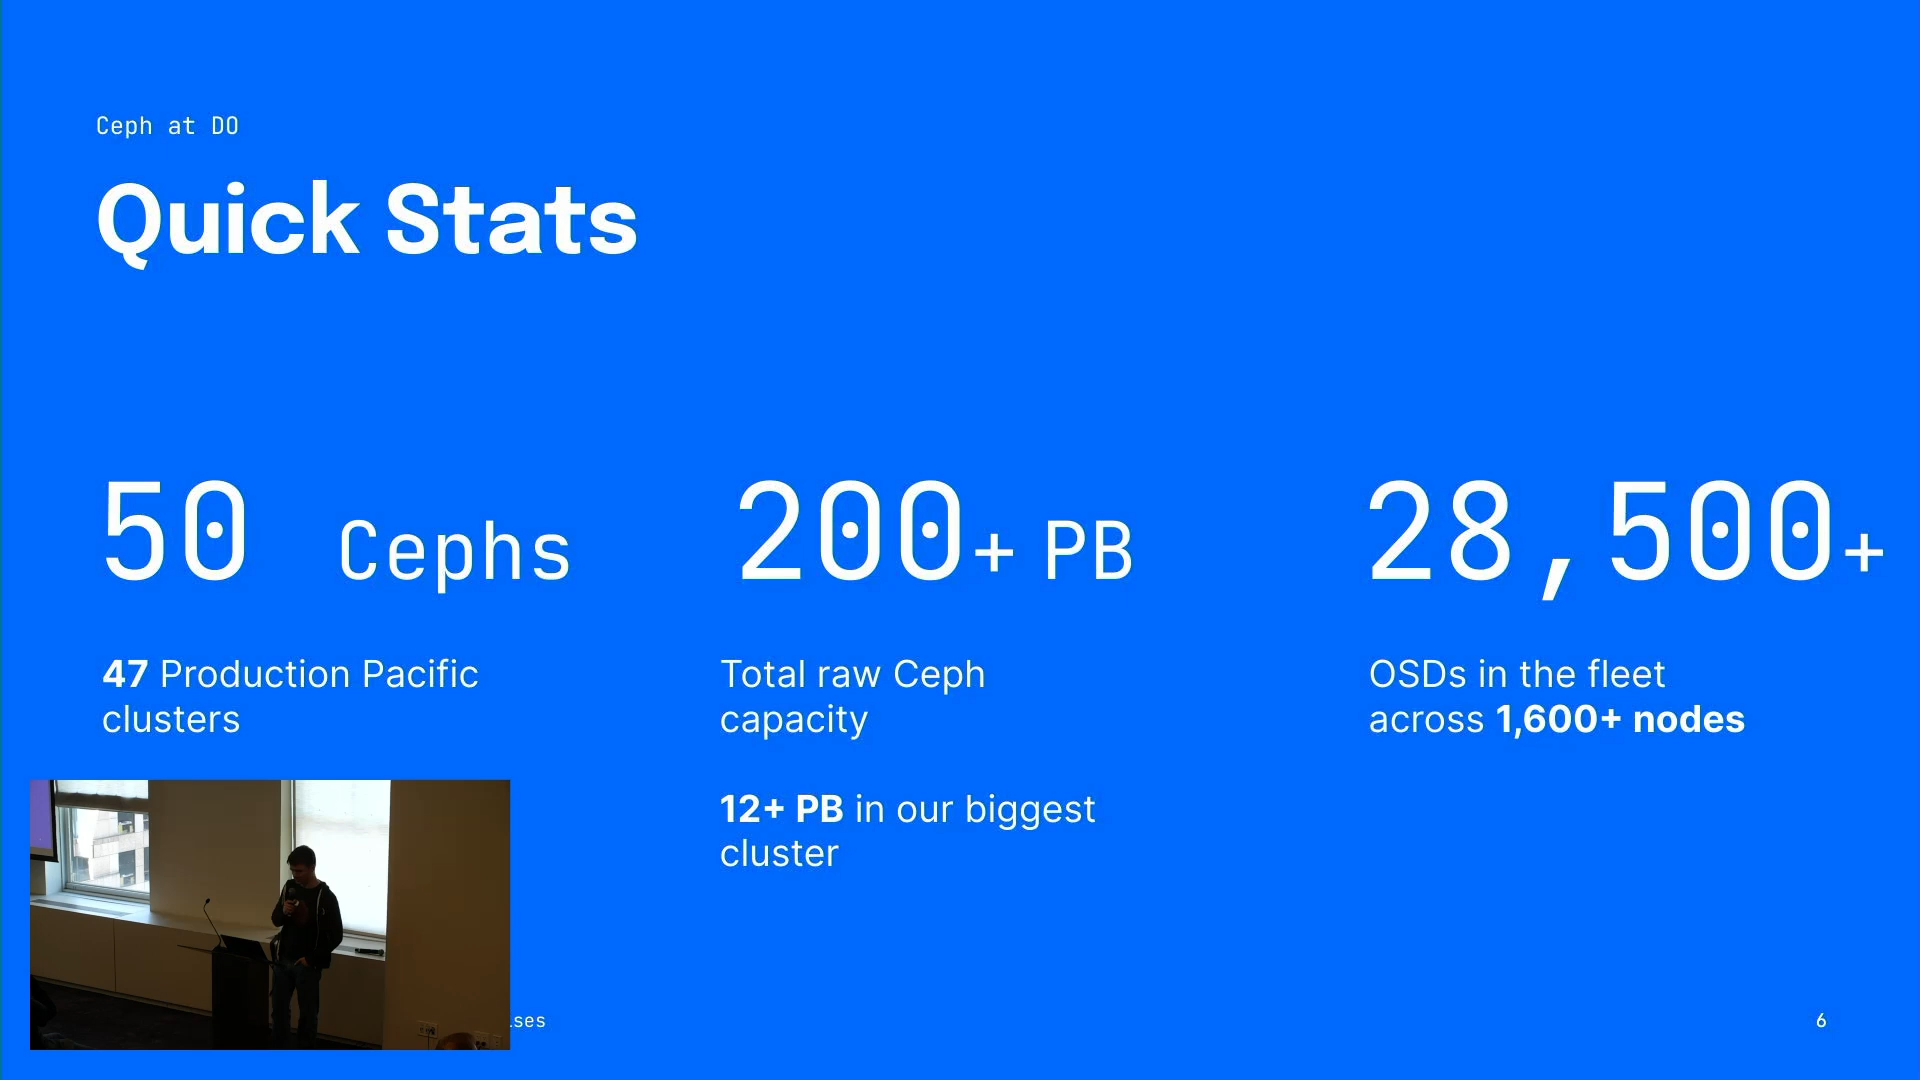 Ceph at DO
Quick Stats
50 Cephs
47 Production Pacific
clusters
200+ PB
Total raw Ceph
capacity
12+ PB in our biggest
cluster
28,500+
OSDs in the fleet
across 1,600+ nodes
6